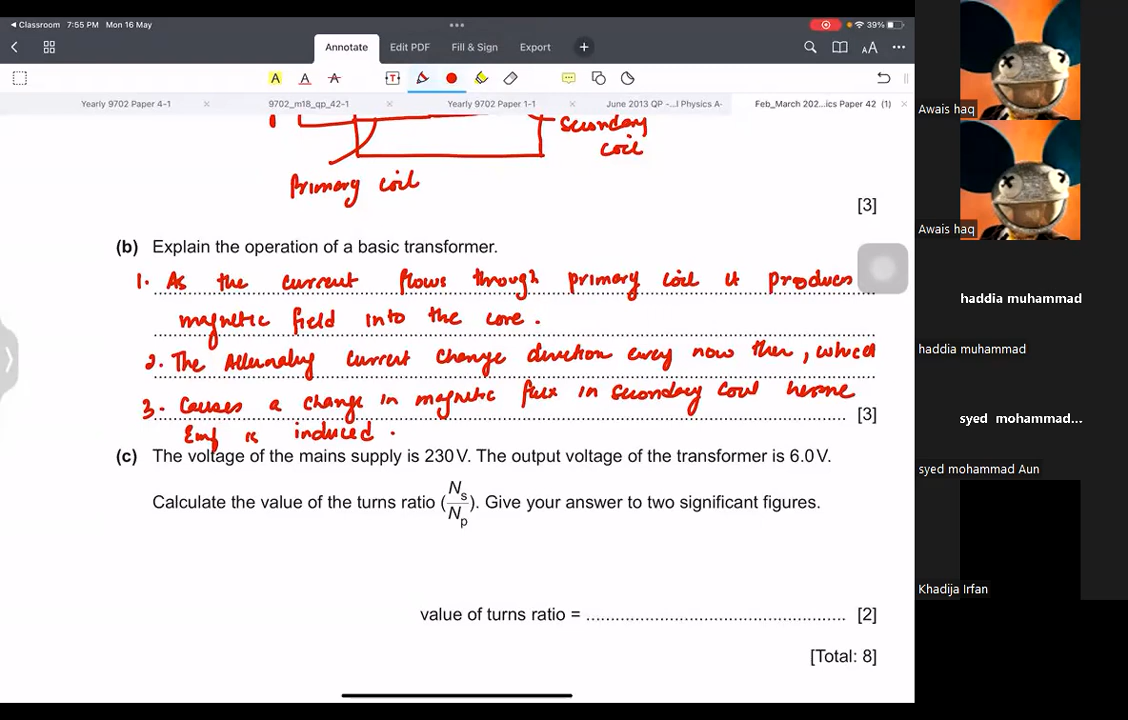 Classroom 7:55 PM Mon 16 May
39%
Annotate Edit PDF Fill & Sign Export
AA
A A A T
Yearly 9702 Paper 4-1 × 9702_m18_qp_42-1 × Yearly 9702 Paper 1-1 × June 2013 QP -...l Physics A- Feb_March 202...ics Paper 42 (1) ×
Secondary
coil
Primary coil
[3]
(b) Explain the operation of a basic transformer.
1. As the current flows through primary coil it produces
magnetic field into the core.
2. The Alternating current change direction every now then, which
3. Causes a change in magnetic flux in secondary coil hence
Emf is induced.
[3]
(c) The voltage of the mains supply is 230 V. The output voltage of the transformer is 6.0 V.
Calculate the value of the turns ratio (Ns/Np). Give your answer to two significant figures.
value of turns ratio = .................................................... [2]
[Total: 8]
Awais haq
Awais haq
haddia muhammad
haddia muhammad
syed mohammad...
syed mohammad Aun
Khadija Irfan